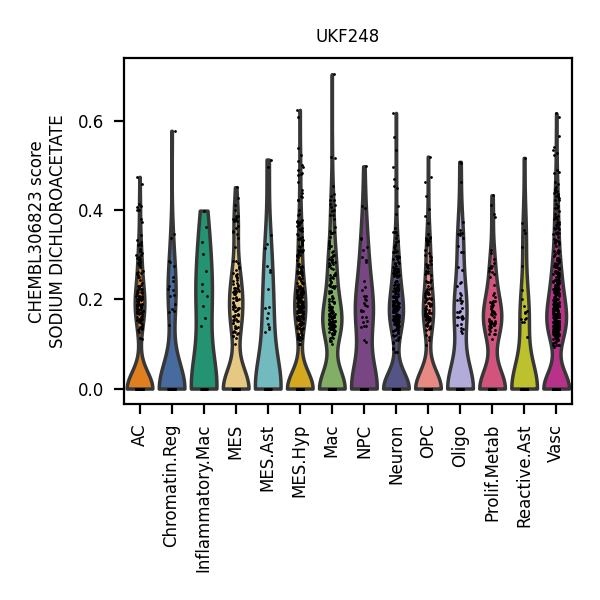 UKF248
CHEMBL306823 score
SODIUM DICHLOROACETATE
0.6
0.4
0.2
0.0
AC
Chromatin.Reg
Inflammatory.Mac
MES
MES.Ast
MES.Hyp
Mac
NPC
Neuron
OPC
Oligo
Prolif.Metab
Reactive.Ast
Vasc